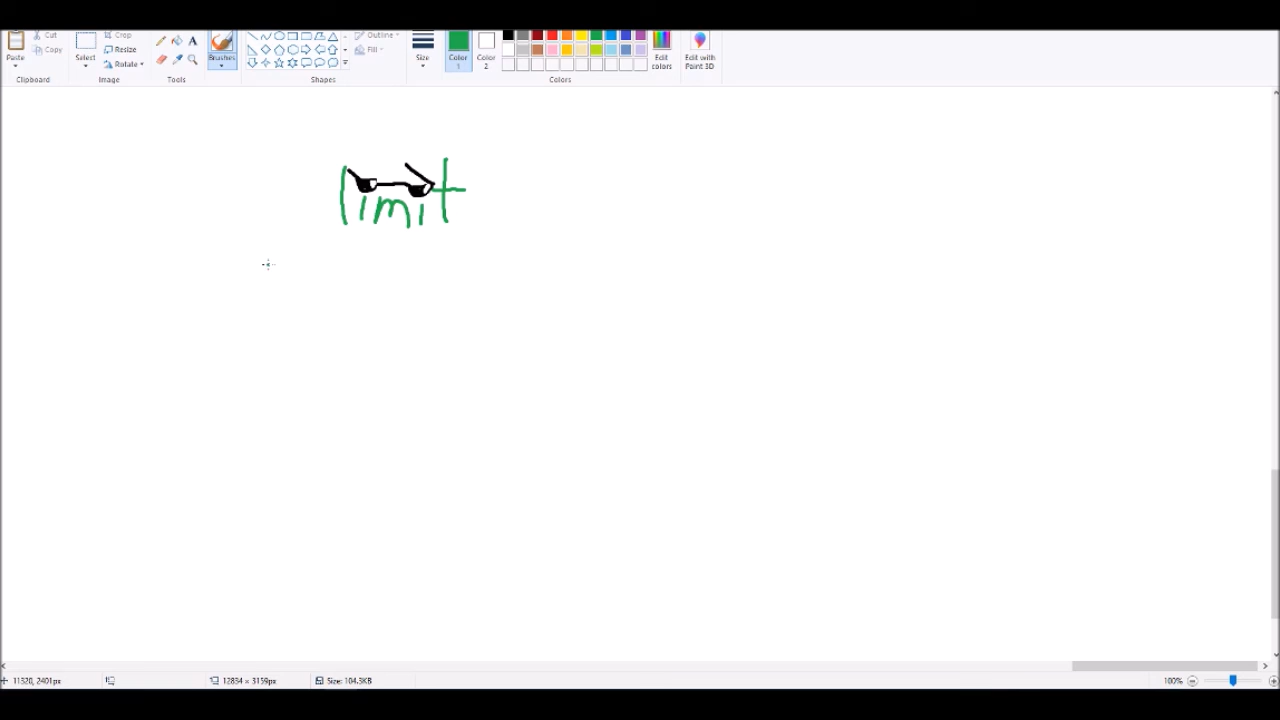 Cut
Copy
Paste
Clipboard
Crop
Resize
Rotate
Select
Image
A
Tools
Brushes
Outline
Fill
Shapes
Size
Color 1
Color 2
Edit colors
Edit with Paint 3D
Colors
limit
11320, 2401px
12834 × 3159px
Size: 104.3KB
100%